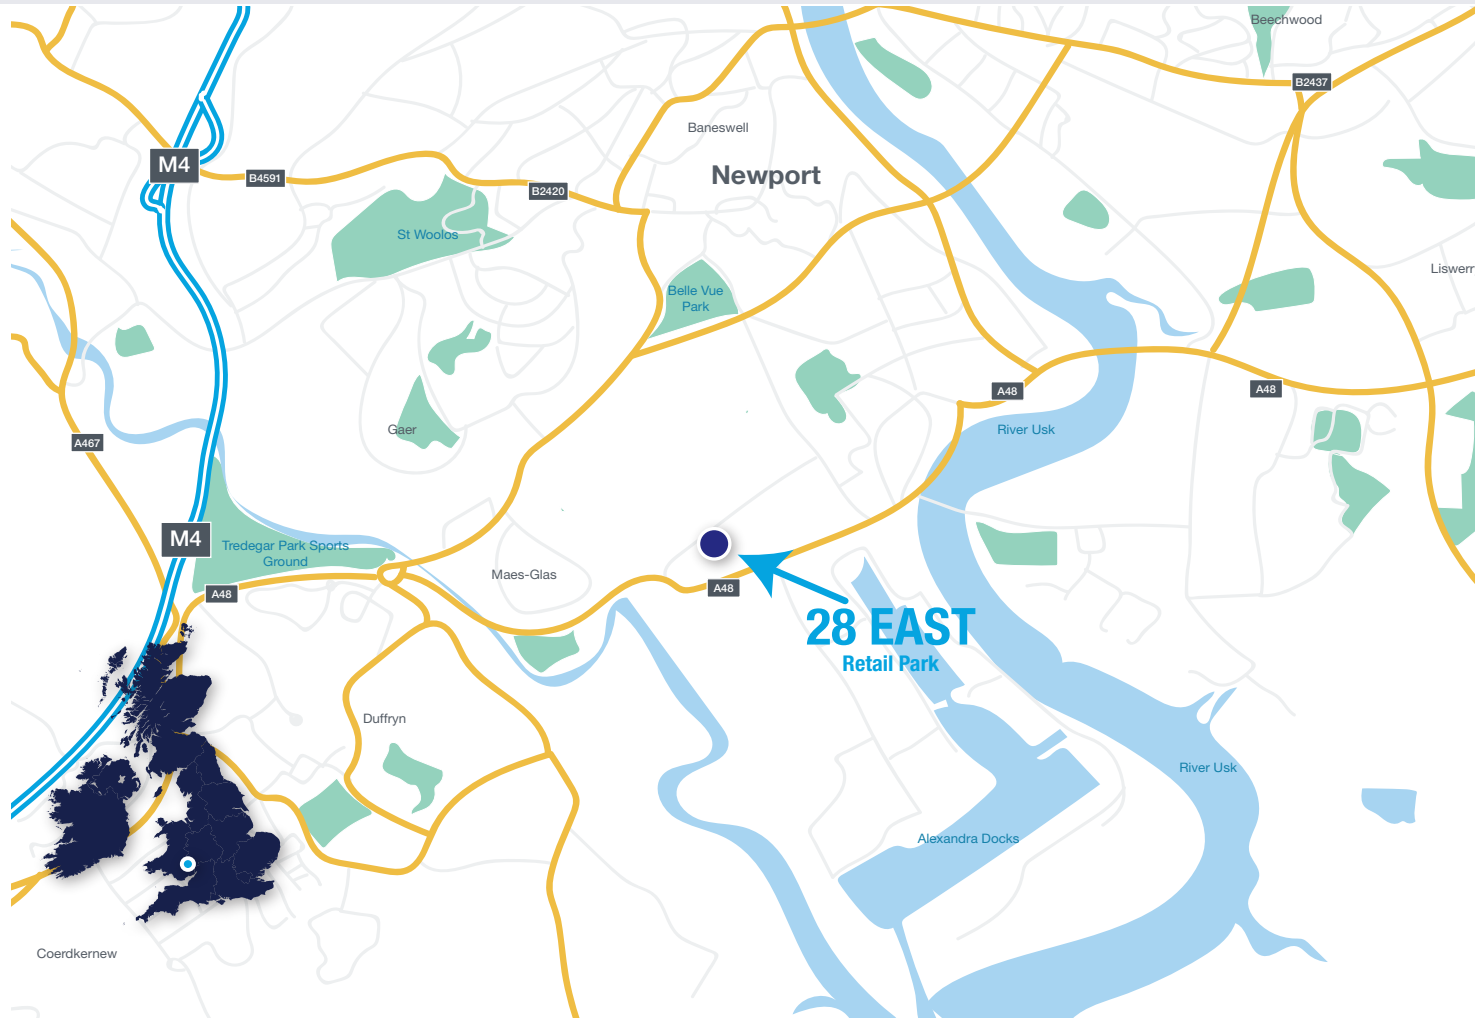 Beechwood
B2437
Baneswell
M4
Newport
B4591
B2420
St Woolos
Liswerr
Belle Vue
Park
A48
A48
Gaer
River Usk
A467
M4
Tredegar Park Sports
Ground
Maes-Glas
A48
A48
28 EAST
Retail Park
Duffryn
River Usk
Alexandra Docks
Coerdkernew